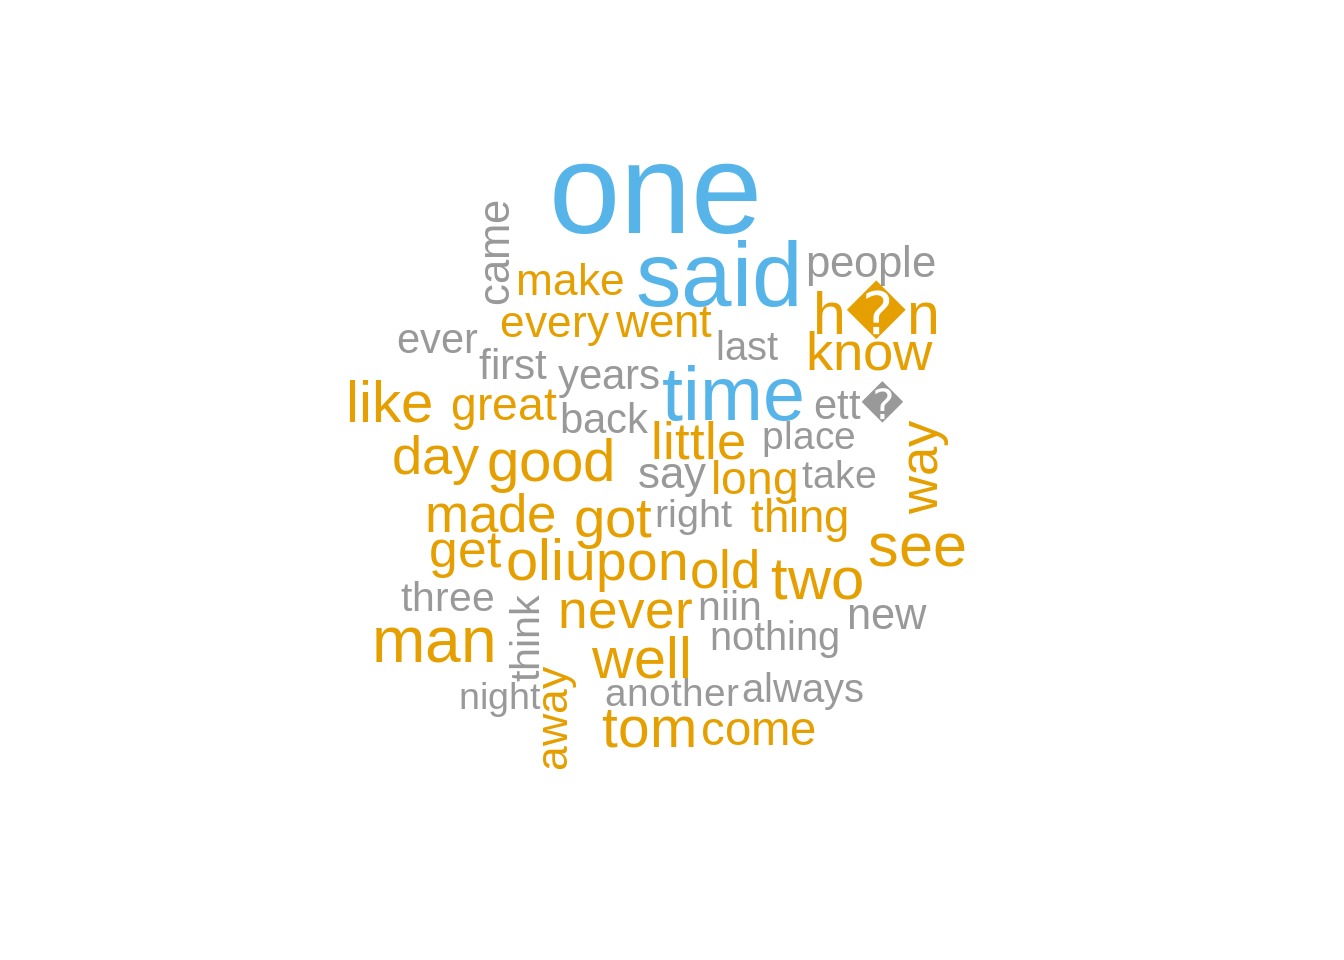 one
came
said
people
make
h�n
every went
ever
last
know
first
years
time
like
great
ett�
back
little
place
way
day
good
say
long
take
made
got
right
thing
get
see
oli
upon
old
two
three
never
niin
new
think
man
nothing
well
night
away
another
always
tom
come